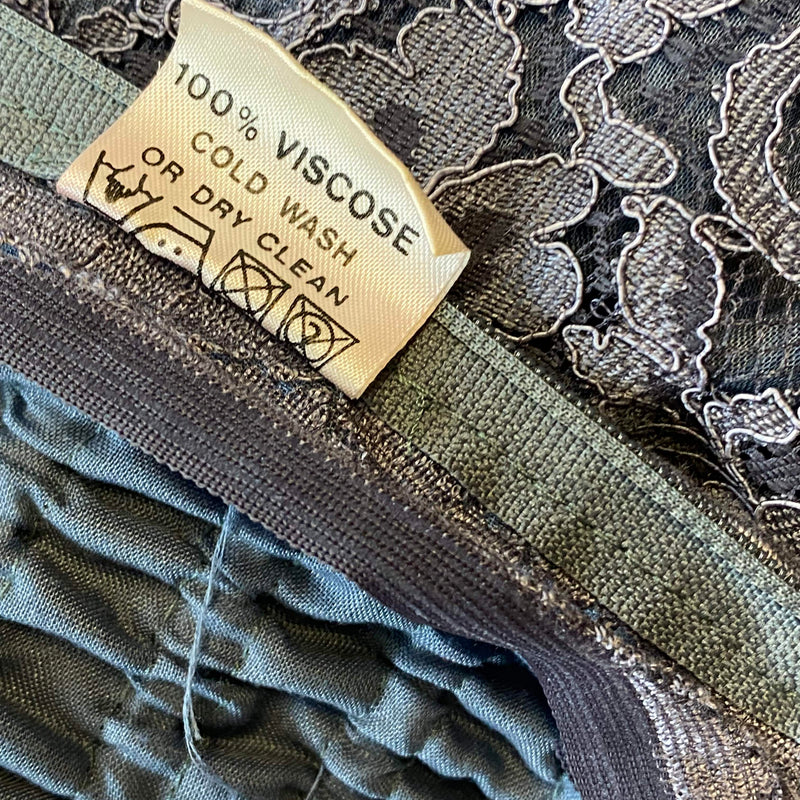 100% VISCOSE
COLD WASH
OR DRY CLEAN